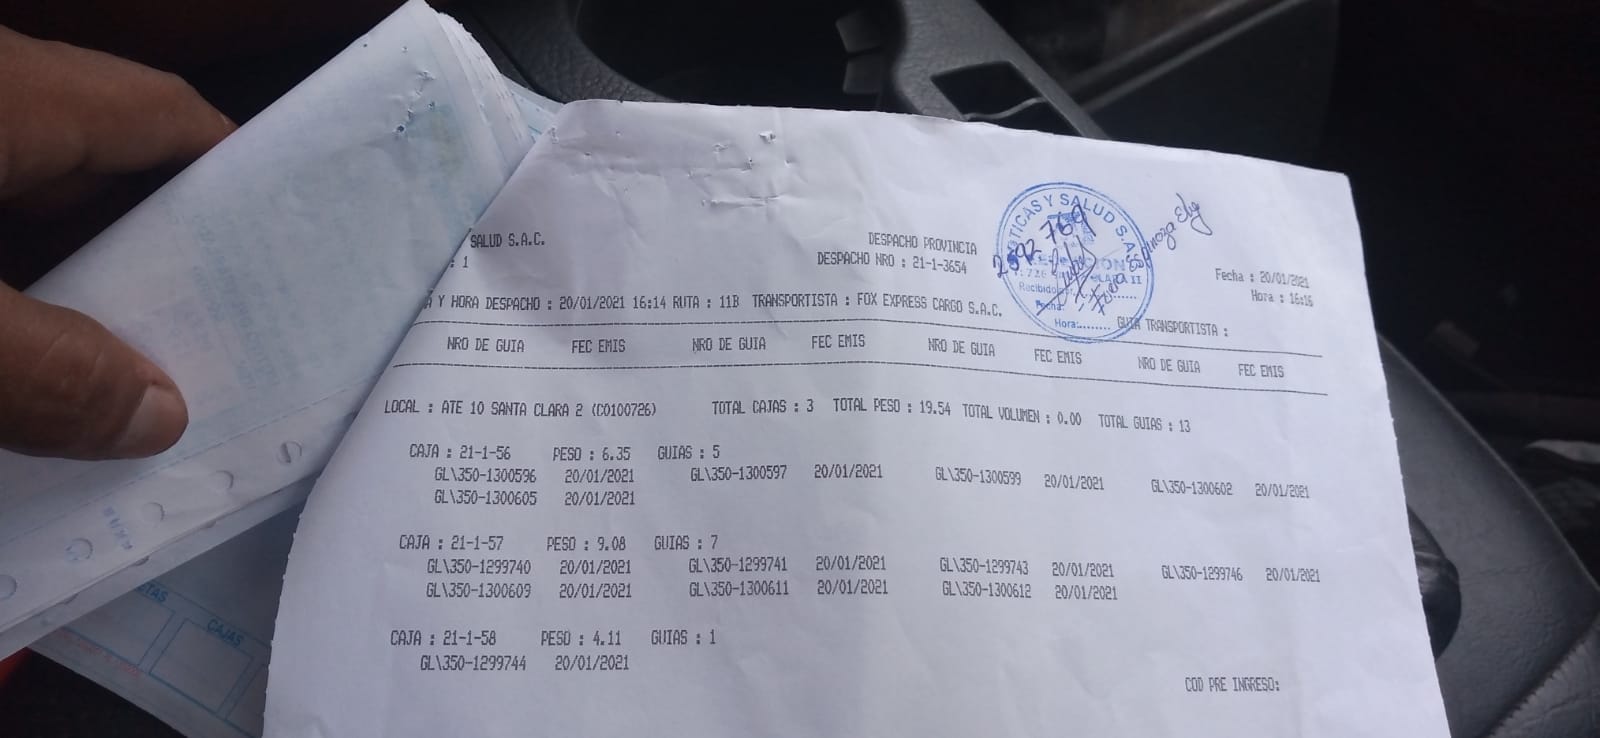 SALUD S.A.C.
: 1
DESPACHO PROVINCIA
DESPACHO NRO : 21-1-3654
Fecha : 20/01/2021
Hora : 16:16
TICAS Y SALUD S.A.
Recibido
Fecha:
Hora:........
Y HORA DESPACHO : 20/01/2021 16:14 RUTA : 11B TRANSPORTISTA : FOX EXPRESS CARGO S.A.C. GUIA TRANSPORTISTA :
NRO DE GUIA FEC EMIS NRO DE GUIA FEC EMIS NRO DE GUIA FEC EMIS NRO DE GUIA FEC EMIS
LOCAL : ATE 10 SANTA CLARA 2 (C0100726) TOTAL CAJAS : 3 TOTAL PESO : 19.54 TOTAL VOLUMEN : 0.00 TOTAL GUIAS : 13
CAJA : 21-1-56 PESO : 6.35 GUIAS : 5
GL\350-1300596 20/01/2021 GL\350-1300597 20/01/2021 GL\350-1300599 20/01/2021 GL\350-1300602 20/01/2021
GL\350-1300605 20/01/2021
CAJA : 21-1-57 PESO : 9.08 GUIAS : 7
GL\350-1299740 20/01/2021 GL\350-1299741 20/01/2021 GL\350-1299743 20/01/2021 GL\350-1299746 20/01/2021
GL\350-1300609 20/01/2021 GL\350-1300611 20/01/2021 GL\350-1300612 20/01/2021
CAJA : 21-1-58 PESO : 4.11 GUIAS : 1
GL\350-1299744 20/01/2021
COD PRE INGRESO:
CAJAS